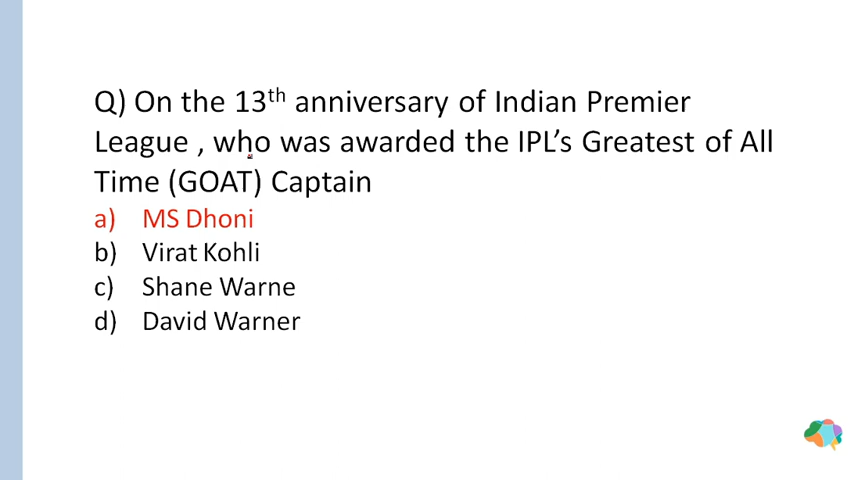 Q) On the 13th anniversary of Indian Premier
League , who was awarded the IPL’s Greatest of All
Time (GOAT) Captain
a) MS Dhoni
b) Virat Kohli
c) Shane Warne
d) David Warner